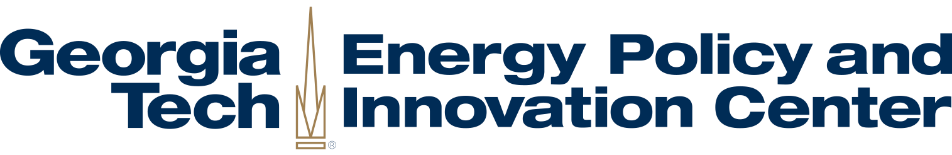 Georgia
Tech
®
Energy Policy and
Innovation Center